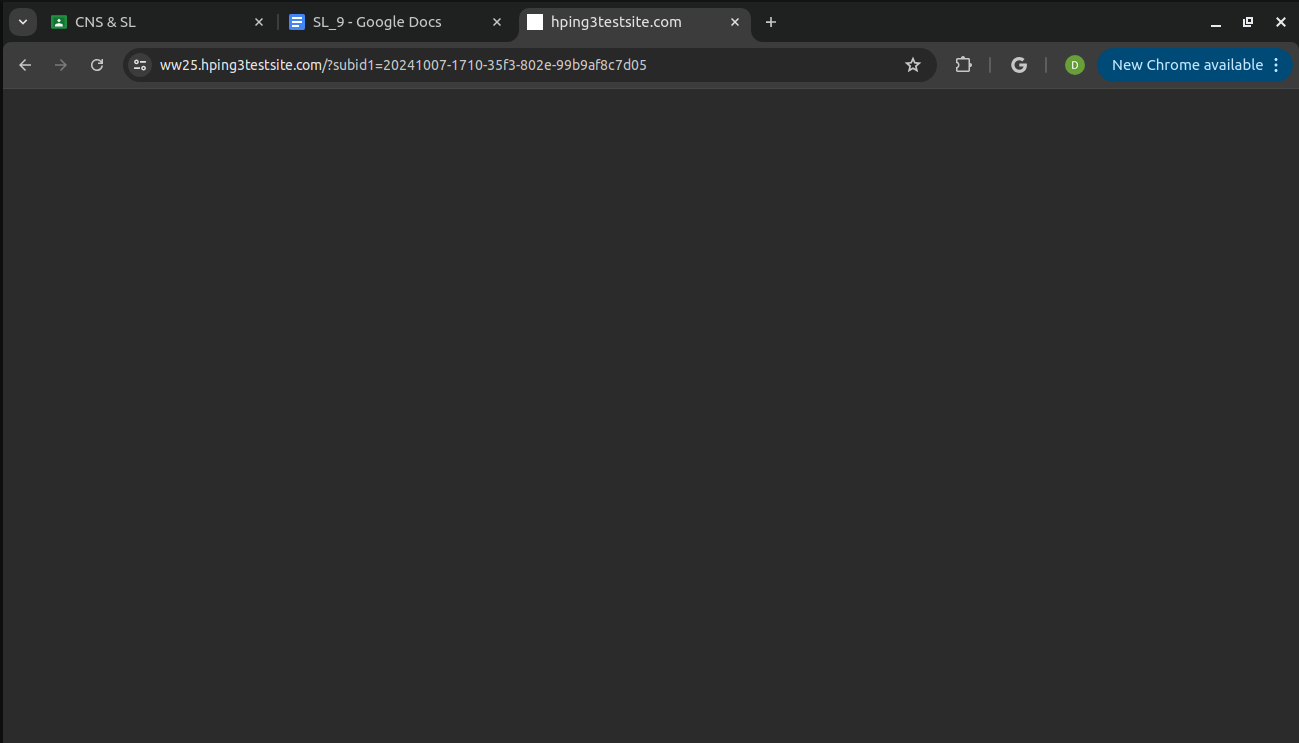 CNS & SL
SL_9 - Google Docs
hping3testsite.com
ww25.hping3testsite.com/?subid1=20241007-1710-35f3-802e-99b9af8c7d05
G
D
New Chrome available